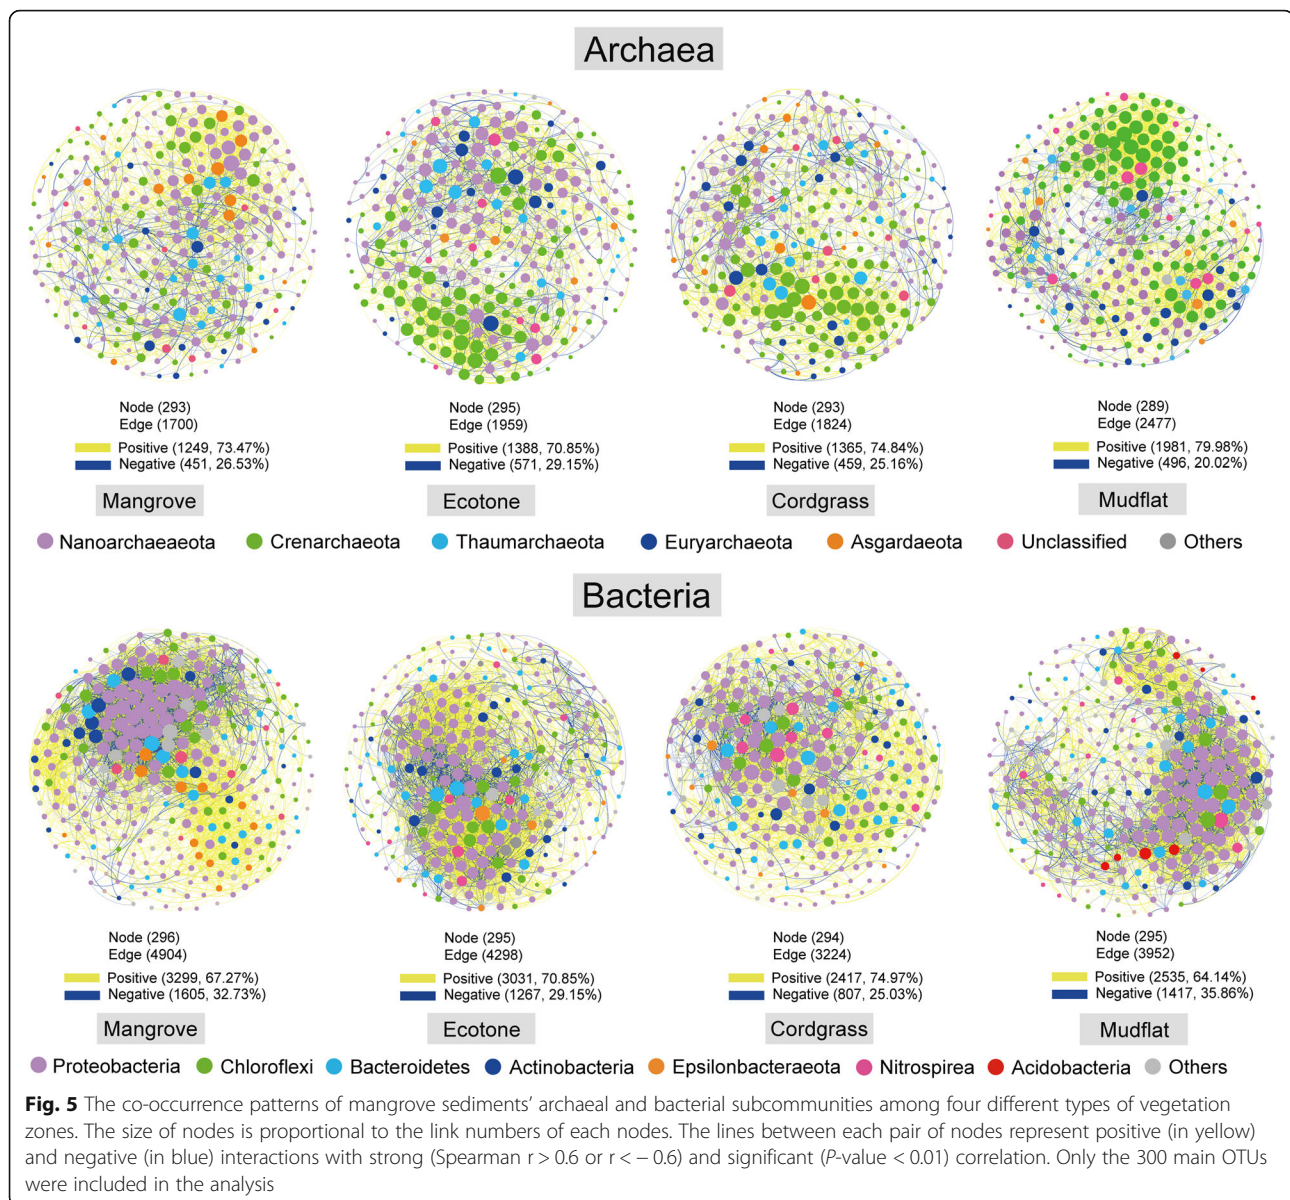 Archaea
Node (293)
Edge (1700)
Positive (1249, 73.47%)
Negative (451, 26.53%)
Mangrove
Node (295)
Edge (1959)
Positive (1388, 70.85%)
Negative (571, 29.15%)
Ecotone
Node (293)
Edge (1824)
Positive (1365, 74.84%)
Negative (459, 25.16%)
Cordgrass
Node (289)
Edge (2477)
Positive (1981, 79.98%)
Negative (496, 20.02%)
Mudflat
Nanoarchaeaeota Crenarchaeota Thaumarchaeota Euryarchaeota Asgardaeota Unclassified Others
Bacteria
Node (296)
Edge (4904)
Positive (3299, 67.27%)
Negative (1605, 32.73%)
Mangrove
Node (295)
Edge (4298)
Positive (3031, 70.85%)
Negative (1267, 29.15%)
Ecotone
Node (294)
Edge (3224)
Positive (2417, 74.97%)
Negative (807, 25.03%)
Cordgrass
Node (295)
Edge (3952)
Positive (2535, 64.14%)
Negative (1417, 35.86%)
Mudflat
Proteobacteria Chloroflexi Bacteroidetes Actinobacteria Epsilonbacteraeota Nitrospirea Acidobacteria Others
Fig. 5 The co-occurrence patterns of mangrove sediments' archaeal and bacterial subcommunities among four different types of vegetation
zones. The size of nodes is proportional to the link numbers of each nodes. The lines between each pair of nodes represent positive (in yellow)
and negative (in blue) interactions with strong (Spearman r > 0.6 or r < − 0.6) and significant (P-value < 0.01) correlation. Only the 300 main OTUs
were included in the analysis